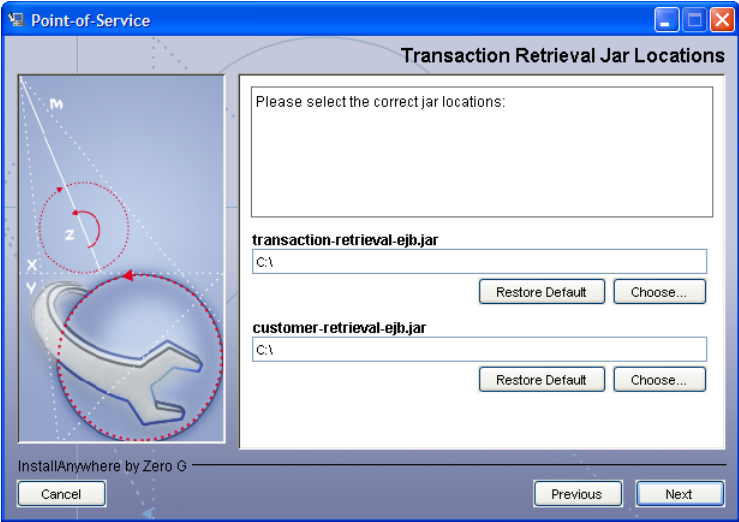 Point-of-Service
Transaction Retrieval Jar Locations
M
Z
X
Y
Please select the correct jar locations:
transaction-retrieval-ejb.jar
C:\
Restore Default
Choose...
customer-retrieval-ejb.jar
C:\
Restore Default
Choose...
InstallAnywhere by Zero G
Cancel
Previous
Next